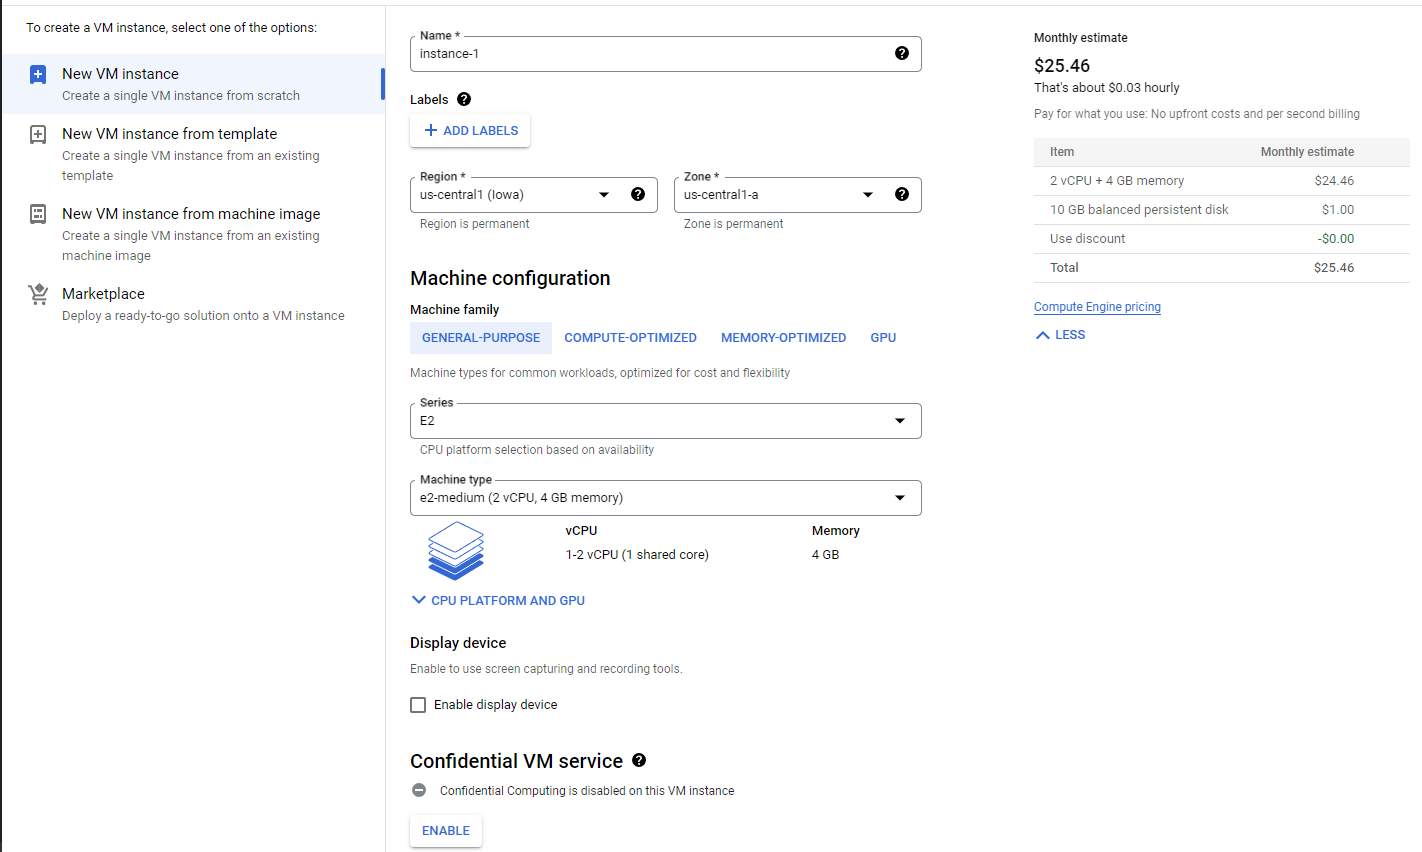 To create a VM instance, select one of the options:
New VM instance
Create a single VM instance from scratch
New VM instance from template
Create a single VM instance from an existing
template
New VM instance from machine image
Create a single VM instance from an existing
machine image
Marketplace
Deploy a ready-to-go solution onto a VM instance
Name *
instance-1
Labels
ADD LABELS
Region *
us-central1 (Iowa)
Region is permanent
Zone *
us-central1-a
Zone is permanent
Machine configuration
Machine family
GENERAL-PURPOSE COMPUTE-OPTIMIZED MEMORY-OPTIMIZED GPU
Machine types for common workloads, optimized for cost and flexibility
Series
E2
CPU platform selection based on availability
Machine type
e2-medium (2 vCPU, 4 GB memory)
vCPU Memory
1-2 vCPU (1 shared core) 4 GB
CPU PLATFORM AND GPU
Display device
Enable to use screen capturing and recording tools.
Enable display device
Confidential VM service
Confidential Computing is disabled on this VM instance
ENABLE
Monthly estimate
$25.46
That's about $0.03 hourly
Pay for what you use: No upfront costs and per second billing
Item Monthly estimate
2 vCPU + 4 GB memory $24.46
10 GB balanced persistent disk $1.00
Use discount -$0.00
Total $25.46
Compute Engine pricing
LESS